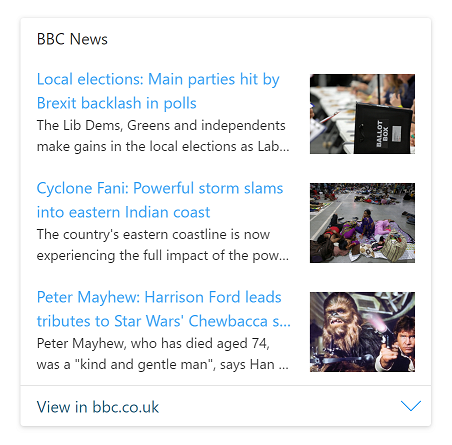 BBC News
Local elections: Main parties hit by
Brexit backlash in polls
The Lib Dems, Greens and independents
make gains in the local elections as Lab...
BALLOT
BOX
Cyclone Fani: Powerful storm slams
into eastern Indian coast
The country's eastern coastline is now
experiencing the full impact of the pow...
Peter Mayhew: Harrison Ford leads
tributes to Star Wars' Chewbacca s...
Peter Mayhew, who has died aged 74,
was a "kind and gentle man", says Han ...
View in bbc.co.uk